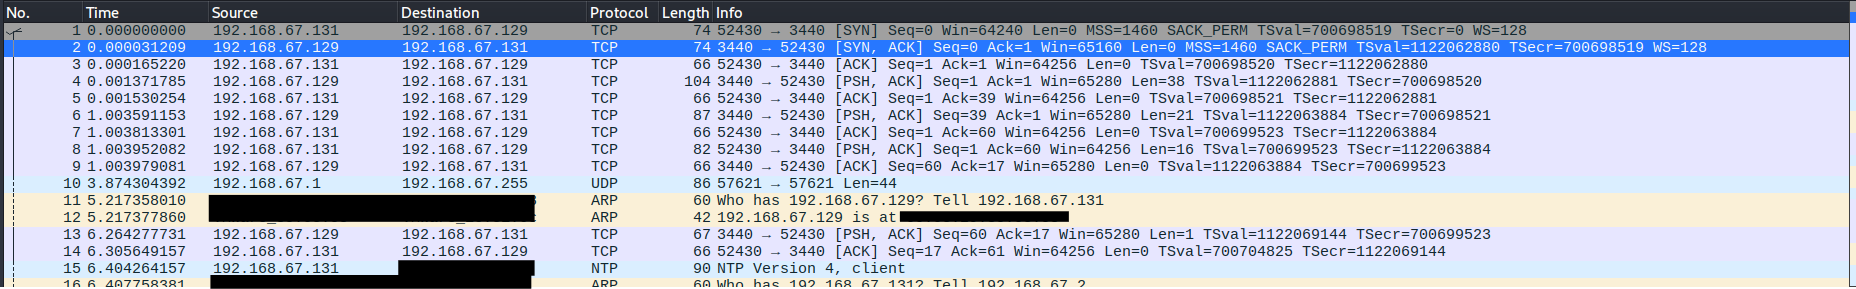 No. Time Source Destination Protocol Length Info
1 0.000000000 192.168.67.131 192.168.67.129 TCP 74 52430 → 3440 [SYN] Seq=0 Win=64240 Len=0 MSS=1460 SACK_PERM TSval=700698519 TSecr=0 WS=128
2 0.000031209 192.168.67.129 192.168.67.131 TCP 74 3440 → 52430 [SYN, ACK] Seq=0 Ack=1 Win=65160 Len=0 MSS=1460 SACK_PERM TSval=1122062880 TSecr=700698519 WS=128
3 0.000165220 192.168.67.131 192.168.67.129 TCP 66 52430 → 3440 [ACK] Seq=1 Ack=1 Win=64256 Len=0 TSval=700698520 TSecr=1122062880
4 0.001371785 192.168.67.129 192.168.67.131 TCP 104 3440 → 52430 [PSH, ACK] Seq=1 Ack=1 Win=65280 Len=38 TSval=1122062881 TSecr=700698520
5 0.001530254 192.168.67.131 192.168.67.129 TCP 66 52430 → 3440 [ACK] Seq=1 Ack=39 Win=64256 Len=0 TSval=700698521 TSecr=1122062881
6 1.003591153 192.168.67.129 192.168.67.131 TCP 87 3440 → 52430 [PSH, ACK] Seq=39 Ack=1 Win=65280 Len=21 TSval=1122063884 TSecr=700698521
7 1.003813301 192.168.67.131 192.168.67.129 TCP 66 52430 → 3440 [ACK] Seq=1 Ack=60 Win=64256 Len=0 TSval=700699523 TSecr=1122063884
8 1.003952082 192.168.67.131 192.168.67.129 TCP 82 52430 → 3440 [PSH, ACK] Seq=1 Ack=60 Win=64256 Len=16 TSval=700699523 TSecr=1122063884
9 1.003979081 192.168.67.129 192.168.67.131 TCP 66 3440 → 52430 [ACK] Seq=60 Ack=17 Win=65280 Len=0 TSval=1122063884 TSecr=700699523
10 3.874304392 192.168.67.1 192.168.67.255 UDP 86 57621 → 57621 Len=44
11 5.217358010 ARP 60 Who has 192.168.67.129? Tell 192.168.67.131
12 5.217377860 ARP 42 192.168.67.129 is at
13 6.264277731 192.168.67.129 192.168.67.131 TCP 67 3440 → 52430 [PSH, ACK] Seq=60 Ack=17 Win=65280 Len=1 TSval=1122069144 TSecr=700699523
14 6.305649157 192.168.67.131 192.168.67.129 TCP 66 52430 → 3440 [ACK] Seq=17 Ack=61 Win=64256 Len=0 TSval=700704825 TSecr=1122069144
15 6.404264157 192.168.67.131 NTP 90 NTP Version 4, client
16 6.407758381 ARP 60 Who has 192.168.67.131? Tell 192.168.67.2